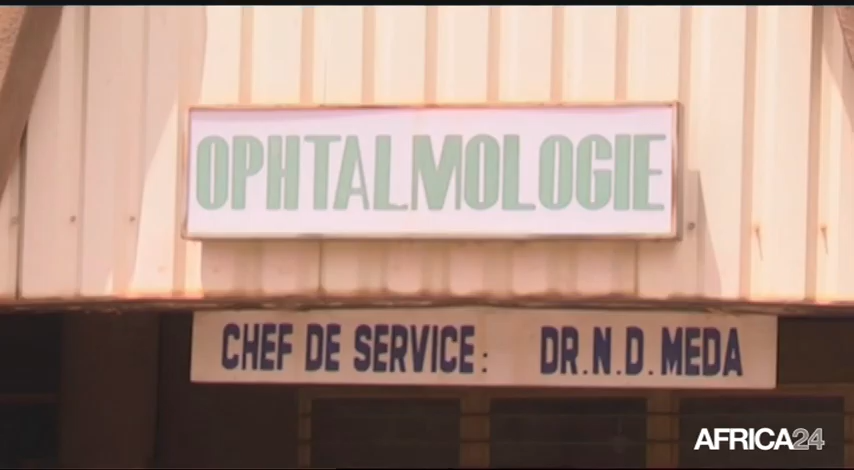 OPHTALMOLOGIE
CHEF DE SERVICE : DR.N.D.MEDA
AFRICA24